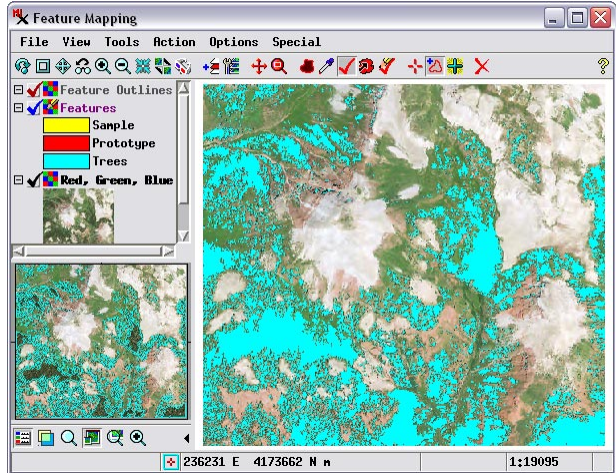 Feature Mapping
File View Tools Action Options Special
?
Feature Outlines
Features
Sample
Prototype
Trees
Red, Green, Blue
236231 E 4173662 N m
1:19095